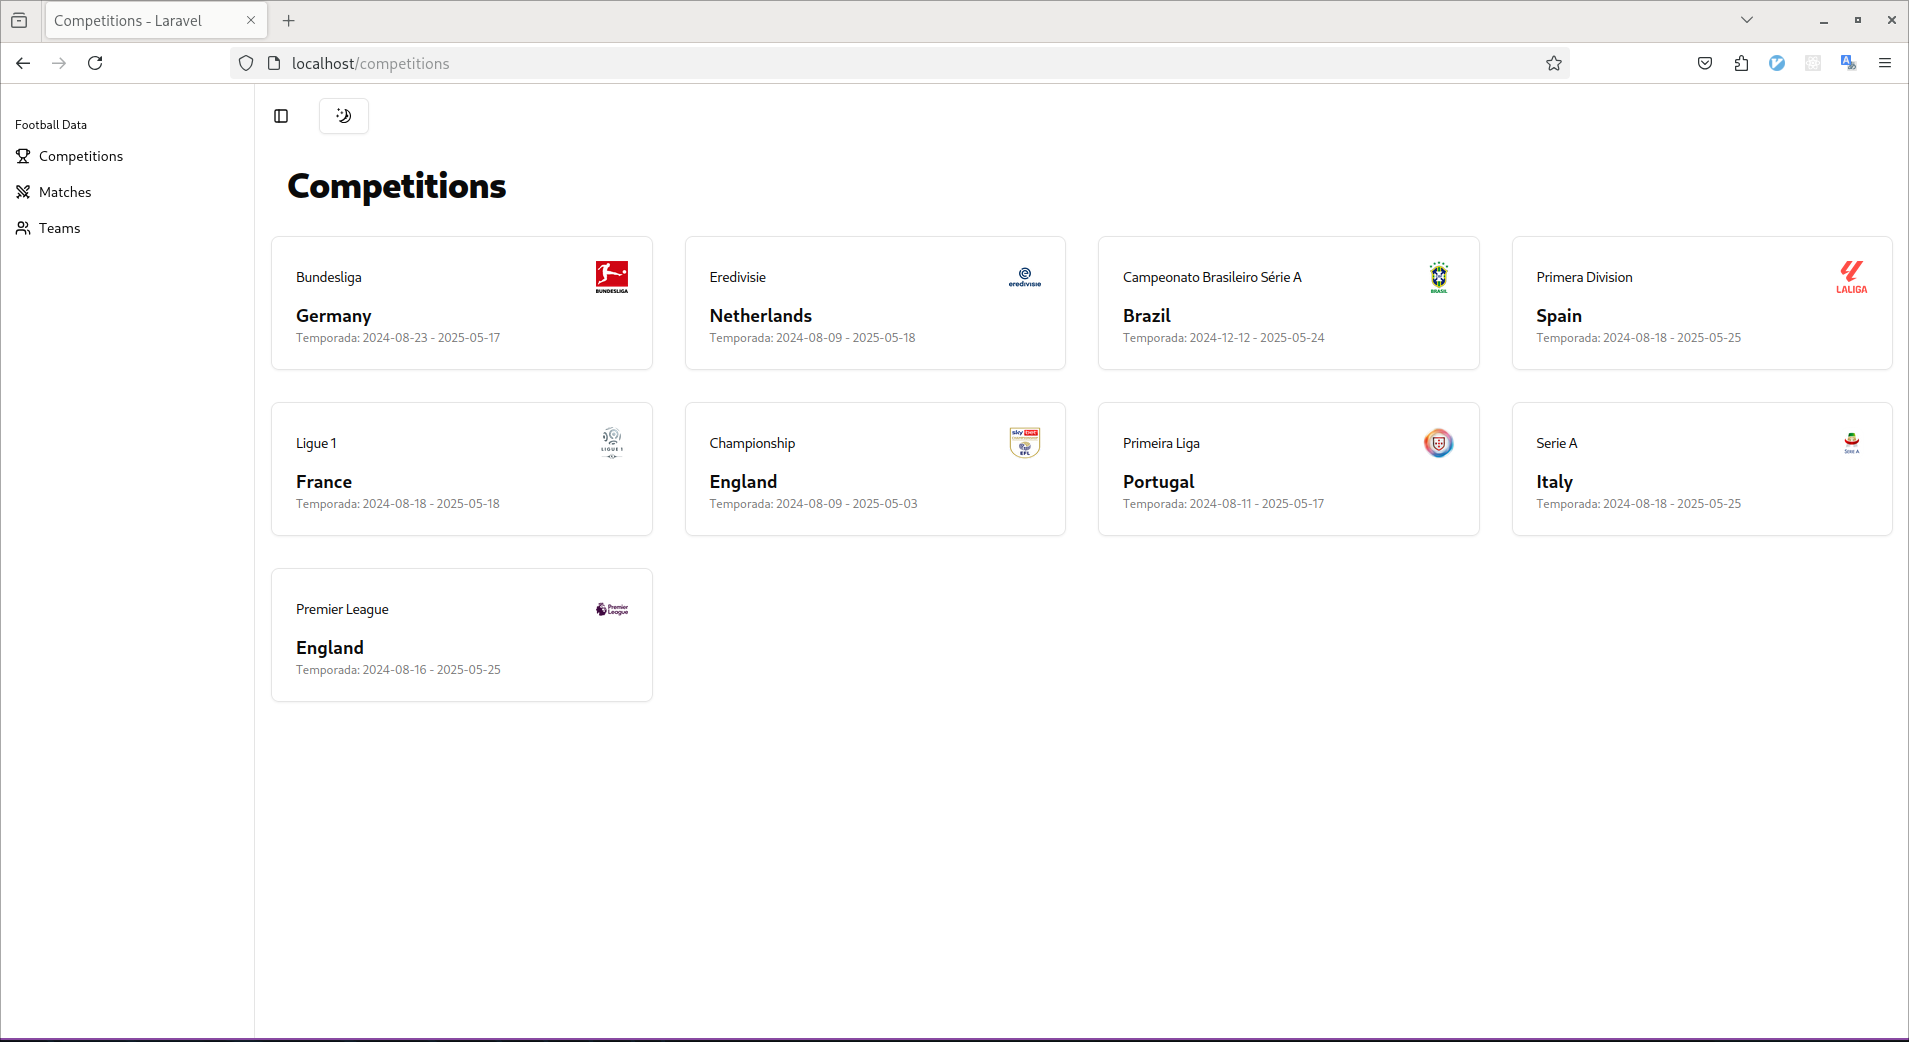 Competitions - Laravel
localhost/competitions
Football Data
Competitions
Matches
Teams
Competitions
Bundesliga
BUNDESLIGA
Germany
Temporada: 2024-08-23 - 2025-05-17
Eredivisie
eredivisie
Netherlands
Temporada: 2024-08-09 - 2025-05-18
Campeonato Brasileiro Série A
BRASIL
Brazil
Temporada: 2024-12-12 - 2025-05-24
Primera Division
LALIGA
Spain
Temporada: 2024-08-18 - 2025-05-25
Ligue 1
LIGUE 1
France
Temporada: 2024-08-18 - 2025-05-18
Championship
sky bet
EFL
England
Temporada: 2024-08-09 - 2025-05-03
Primeira Liga
Portugal
Temporada: 2024-08-11 - 2025-05-17
Serie A
Serie A
Italy
Temporada: 2024-08-18 - 2025-05-25
Premier League
Premier
League
England
Temporada: 2024-08-16 - 2025-05-25